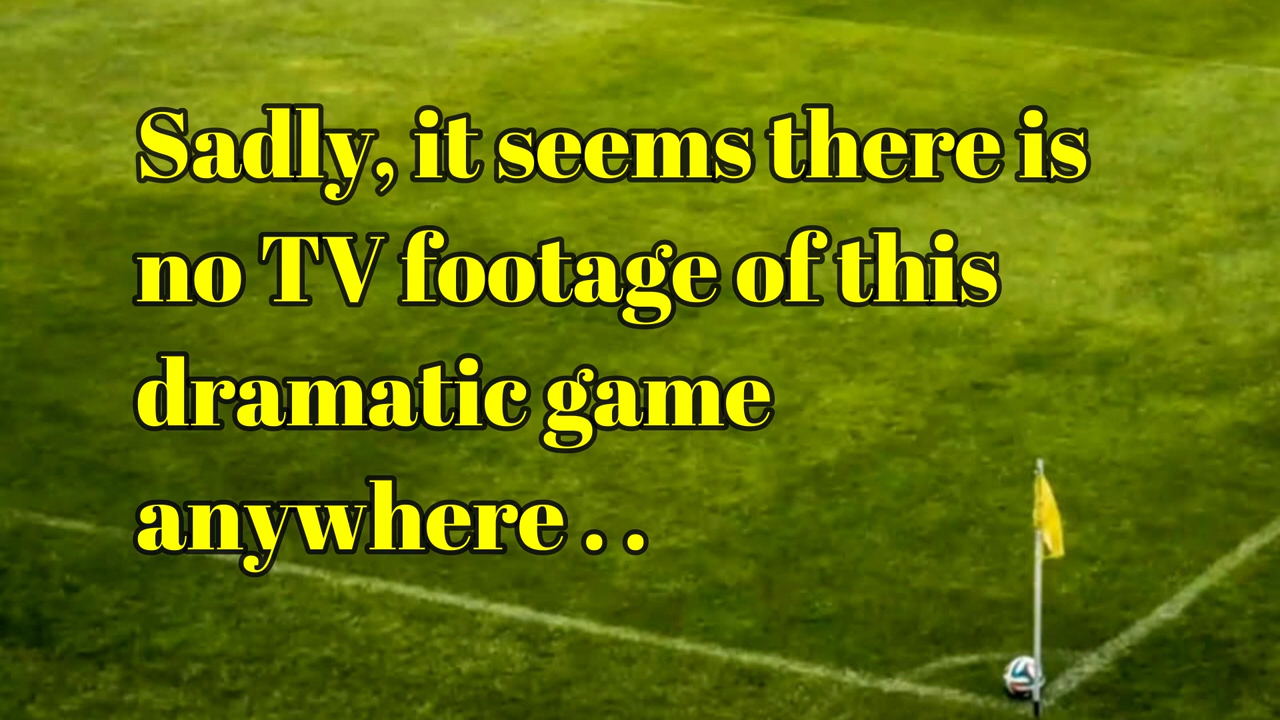 Sadly, it seems there is
no TV footage of this
dramatic game
anywhere . .